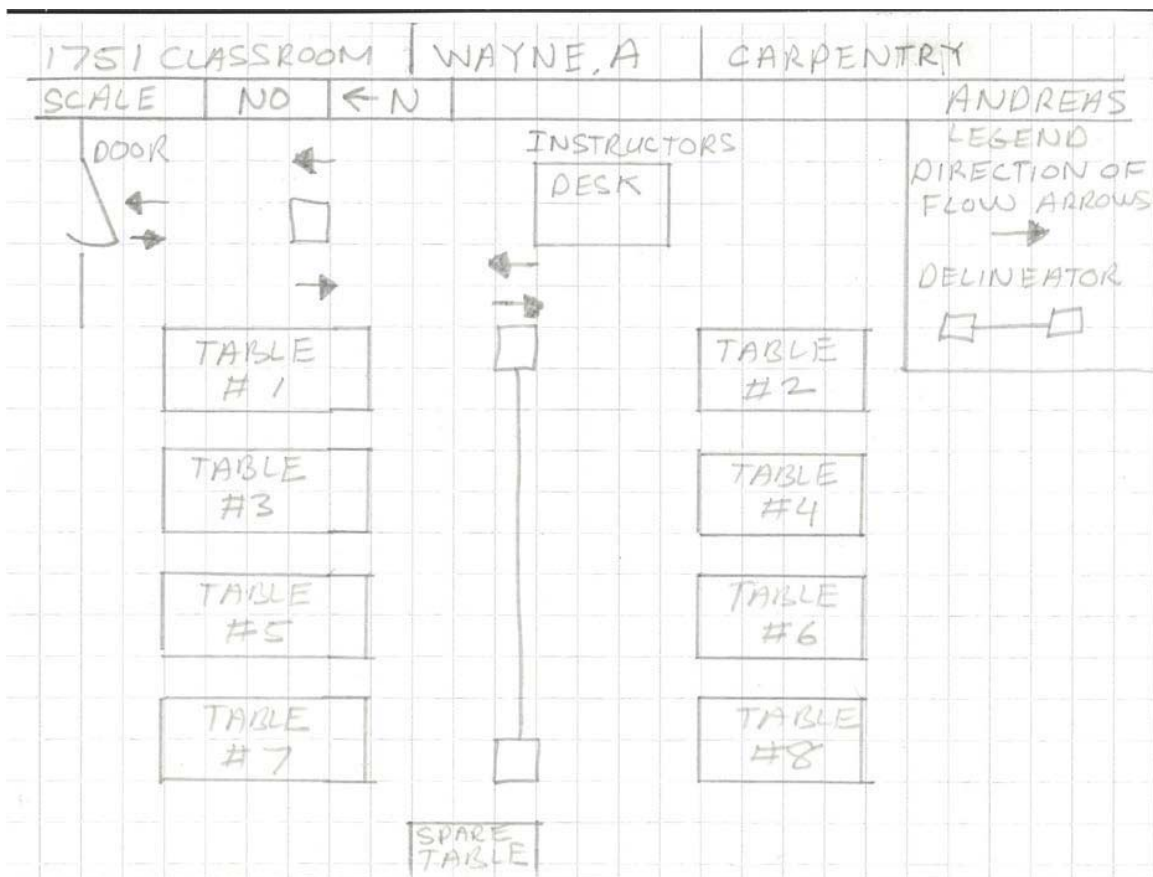 1751 CLASSROOM WAYNE, A CARPENTRY
SCALE NO ← N ANDREAS
DOOR
INSTRUCTORS
DESK
LEGEND
DIRECTION OF
FLOW ARROWS
DELINEATOR
TABLE
#1
TABLE
#2
TABLE
#3
TABLE
#4
TABLE
#5
TABLE
#6
TABLE
#7
TABLE
#8
SPARE
TABLE